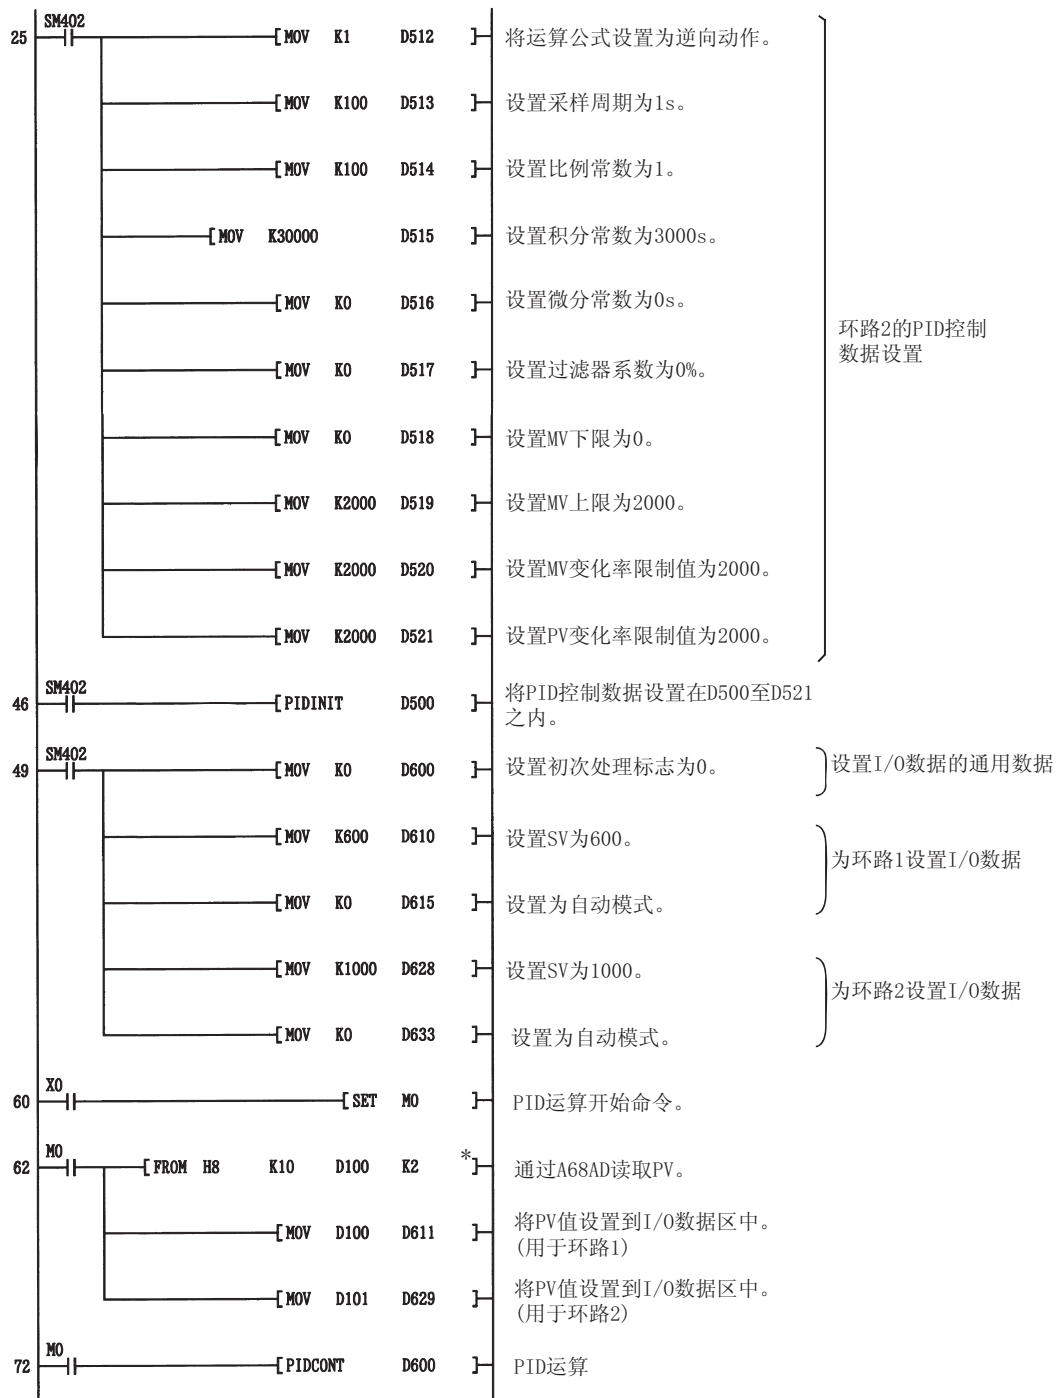 SM402
25 [MOV K1 D512 ] 将运算公式设置为逆向动作。
[MOV K100 D513 ] 设置采样周期为1s。
[MOV K100 D514 ] 设置比例常数为1。
[MOV K30000 D515 ] 设置积分常数为3000s。
[MOV K0 D516 ] 设置微分常数为0s。
环路2的PID控制
数据设置
[MOV K0 D517 ] 设置过滤器系数为0%。
[MOV K0 D518 ] 设置MV下限为0。
[MOV K2000 D519 ] 设置MV上限为2000。
[MOV K2000 D520 ] 设置MV变化率限制值为2000。
[MOV K2000 D521 ] 设置PV变化率限制值为2000。
SM402
46 [PIDINIT D500 ] 将PID控制数据设置在D500至D521
之内。
SM402
49 [MOV K0 D600 ] 设置初次处理标志为0。 设置I/O数据的通用数据
[MOV K600 D610 ] 设置SV为600。
为环路1设置I/O数据
[MOV K0 D615 ] 设置为自动模式。
[MOV K1000 D628 ] 设置SV为1000。
为环路2设置I/O数据
[MOV K0 D633 ] 设置为自动模式。
X0
60 [SET M0 ] PID运算开始命令。
M0
62 [FROM H8 K10 D100 K2 *] 通过A68AD读取PV。
[MOV D100 D611 ] 将PV值设置到I/O数据区中。
(用于环路1)
[MOV D101 D629 ] 将PV值设置到I/O数据区中。
(用于环路2)
M0
72 [PIDCONT D600 ] PID运算